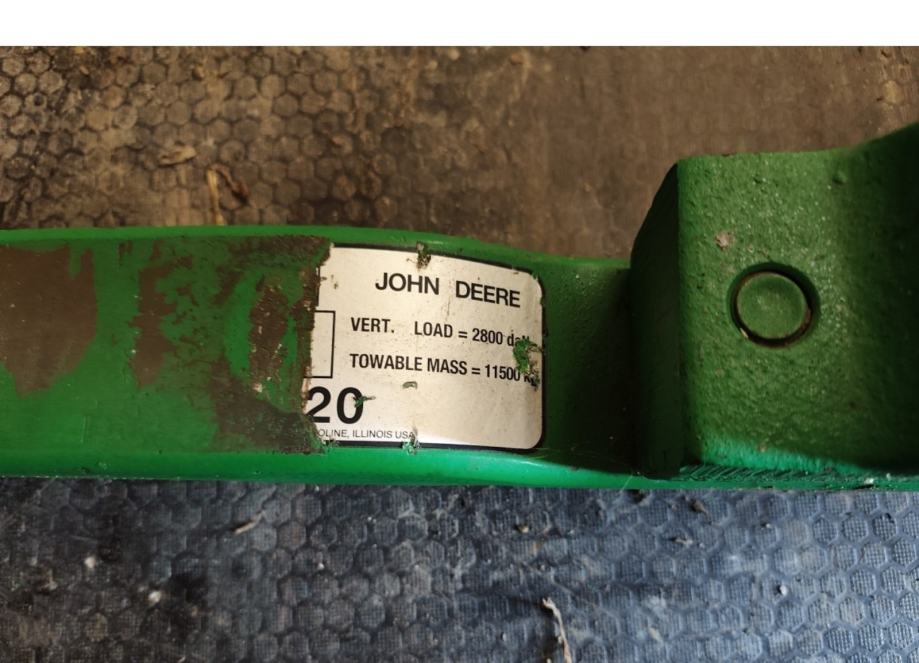 JOHN DEERE
VERT. LOAD = 2800
TOWABLE MASS = 11500
20
ILLINOIS USA